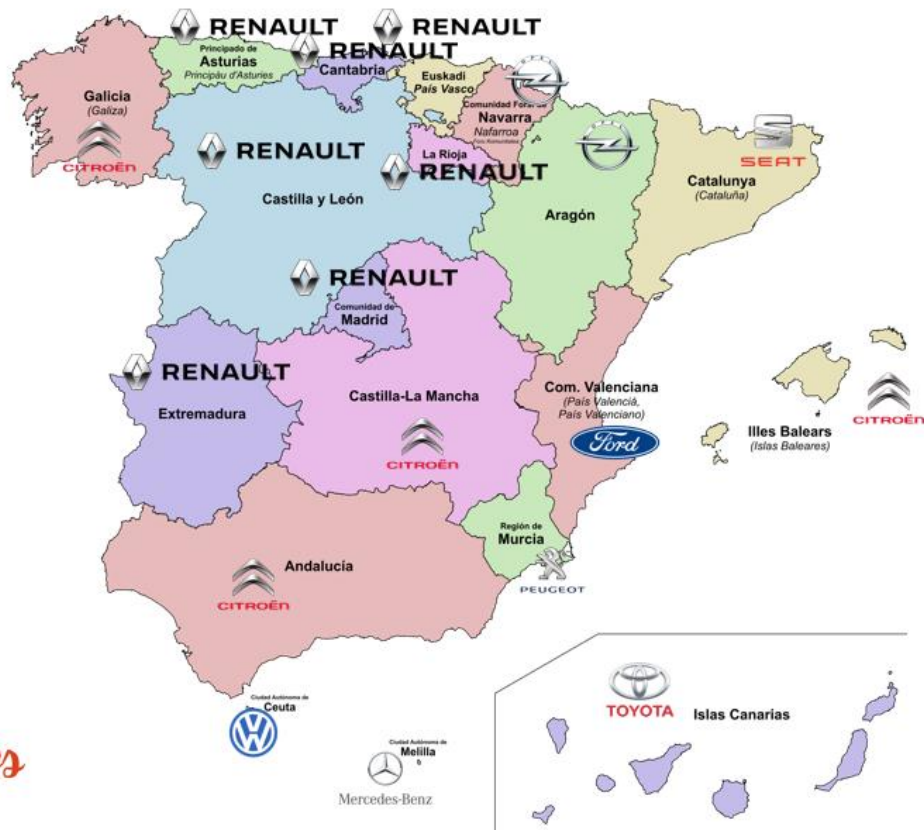 RENAULT
RENAULT
RENAULT
Principado de
Asturias
Principáu d'Asturies
Cantabria
Euskadi
País Vasco
Galicia
(Galiza)
CITROËN
Comunidad Foral de
Navarra
Nafarroa
RENAULT
La Rioja
RENAULT
Castilla y León
SEAT
Catalunya
(Cataluña)
Aragón
RENAULT
Comunidad de
Madrid
RENAULT
Extremadura
Castilla-La Mancha
CITROËN
Com. Valenciana
(País Valencià,
País Valenciano)
Ford
Illes Balears
(Islas Baleares)
CITROËN
Región de
Murcia
PEUGEOT
Andalucía
CITROËN
Ciudad Autónoma de
Ceuta
Ciudad Autónoma de
Melilla
Mercedes-Benz
TOYOTA
Islas Canarias